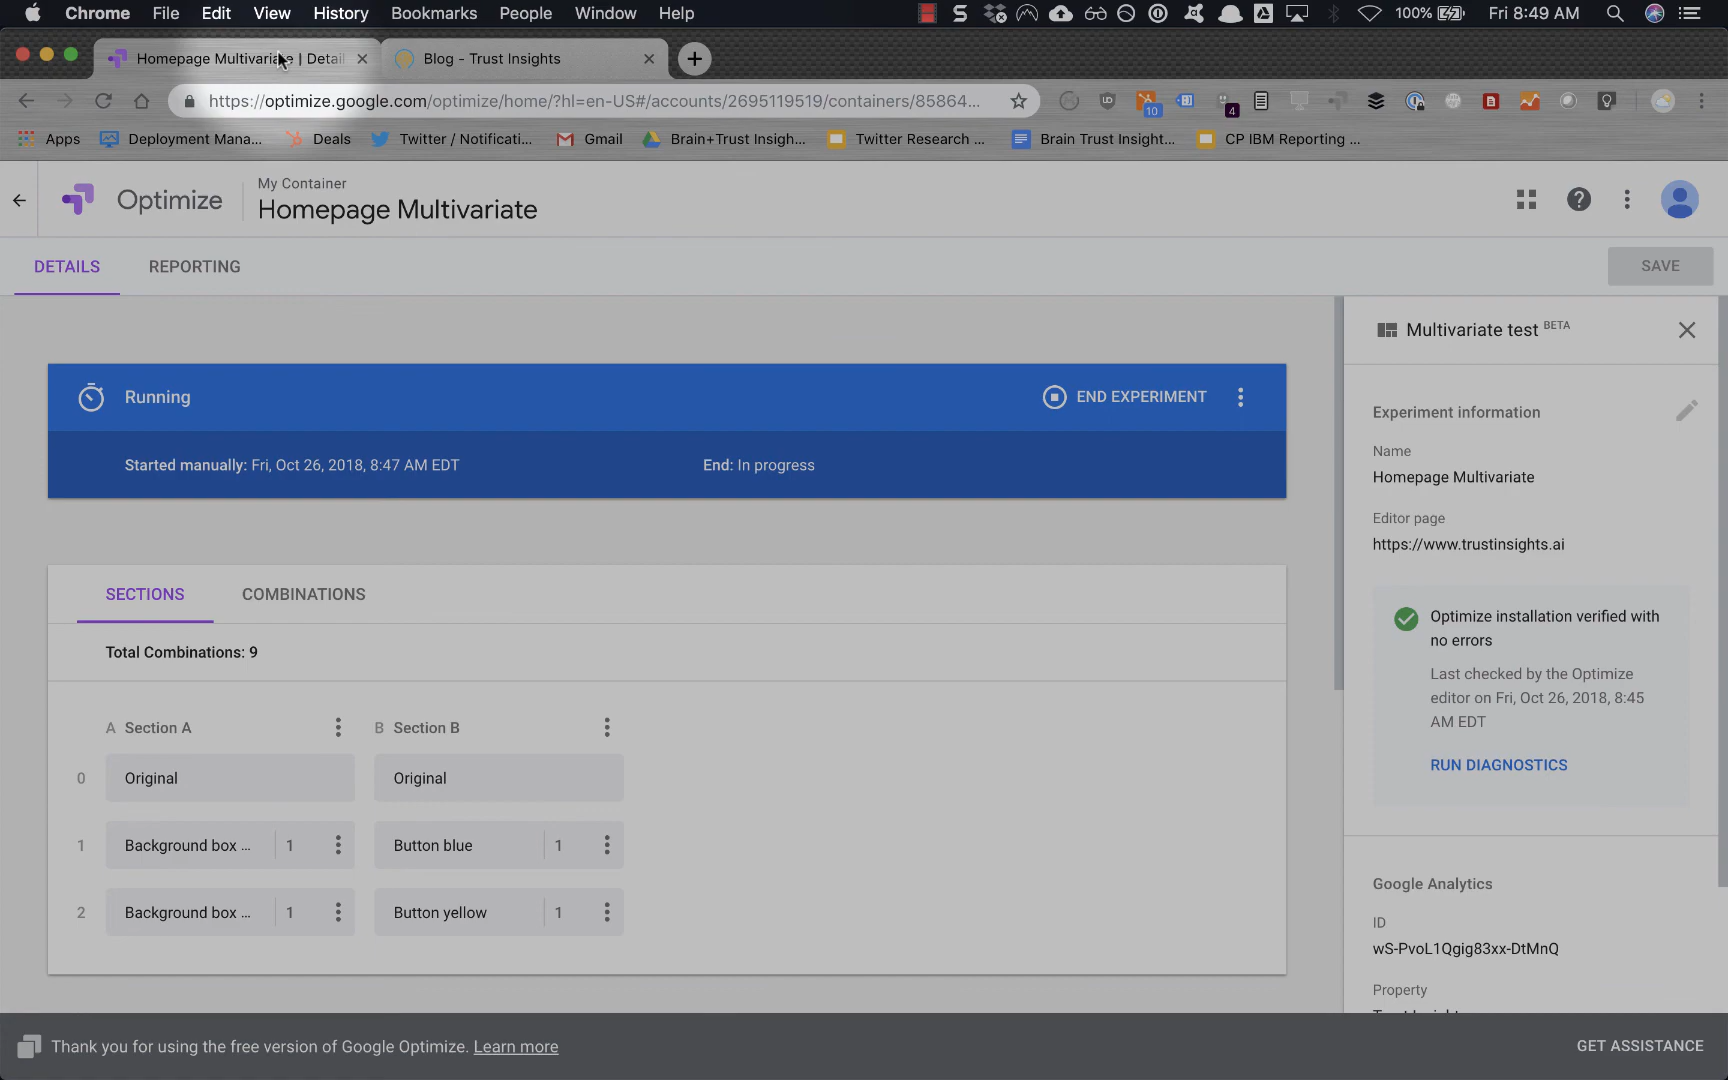 Chrome File Edit View History Bookmarks People Window Help 100% Fri 8:49 AM
Homepage Multivariate | Detail Blog - Trust Insights
https://optimize.google.com/optimize/home/?hl=en-US#/accounts/2695119519/containers/85864...
10
4
Apps Deployment Mana... Deals Twitter / Notificati... Gmail Brain+Trust Insigh... Twitter Research ... Brain Trust Insight... CP IBM Reporting ...
Optimize
My Container
Homepage Multivariate
DETAILS REPORTING SAVE
Running END EXPERIMENT
Started manually: Fri, Oct 26, 2018, 8:47 AM EDT End: In progress
SECTIONS COMBINATIONS
Total Combinations: 9
A Section A B Section B
0 Original Original
1 Background box ... 1 Button blue 1
2 Background box ... 1 Button yellow 1
Multivariate test BETA
Experiment information
Name
Homepage Multivariate
Editor page
https://www.trustinsights.ai
Optimize installation verified with
no errors
Last checked by the Optimize
editor on Fri, Oct 26, 2018, 8:45
AM EDT
RUN DIAGNOSTICS
Google Analytics
ID
wS-PvoL1Qgig83xx-DtMnQ
Property
Thank you for using the free version of Google Optimize. Learn more GET ASSISTANCE